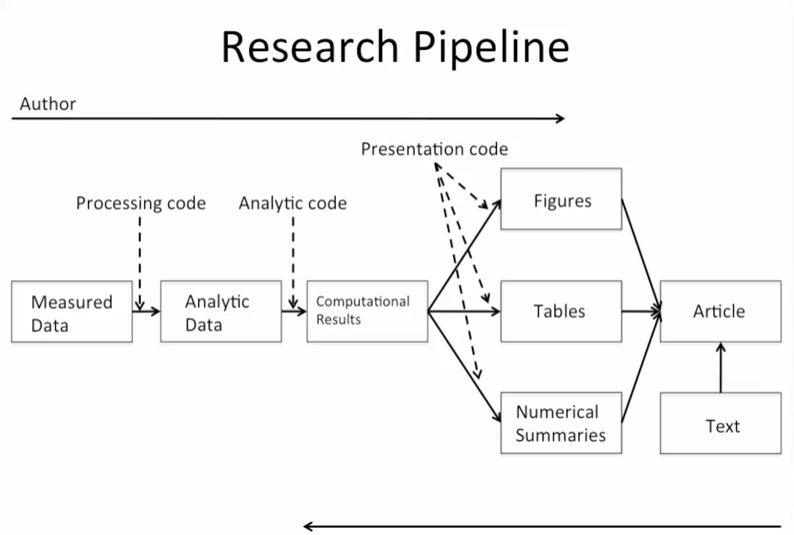 Research Pipeline
Author
Presentation code
Processing code
Analytic code
Figures
Measured
Data
Analytic
Data
Computational
Results
Tables
Article
Numerical
Summaries
Text